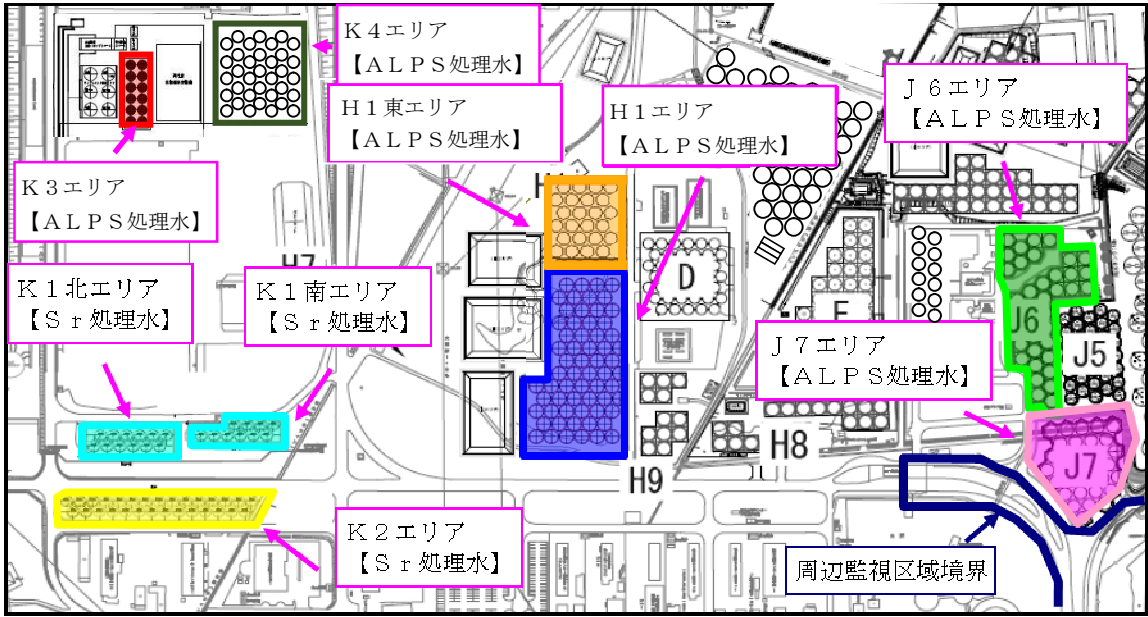 K4エリア
【ALPS処理水】
H1東エリア
【ALPS処理水】
H1エリア
【ALPS処理水】
J6エリア
【ALPS処理水】
K3エリア
【ALPS処理水】
K1北エリア
【Sr処理水】
K1南エリア
【Sr処理水】
H7
D
J6
J5
J7エリア
【ALPS処理水】
H8
J7
H9
K2エリア
【Sr処理水】
周辺監視区域境界